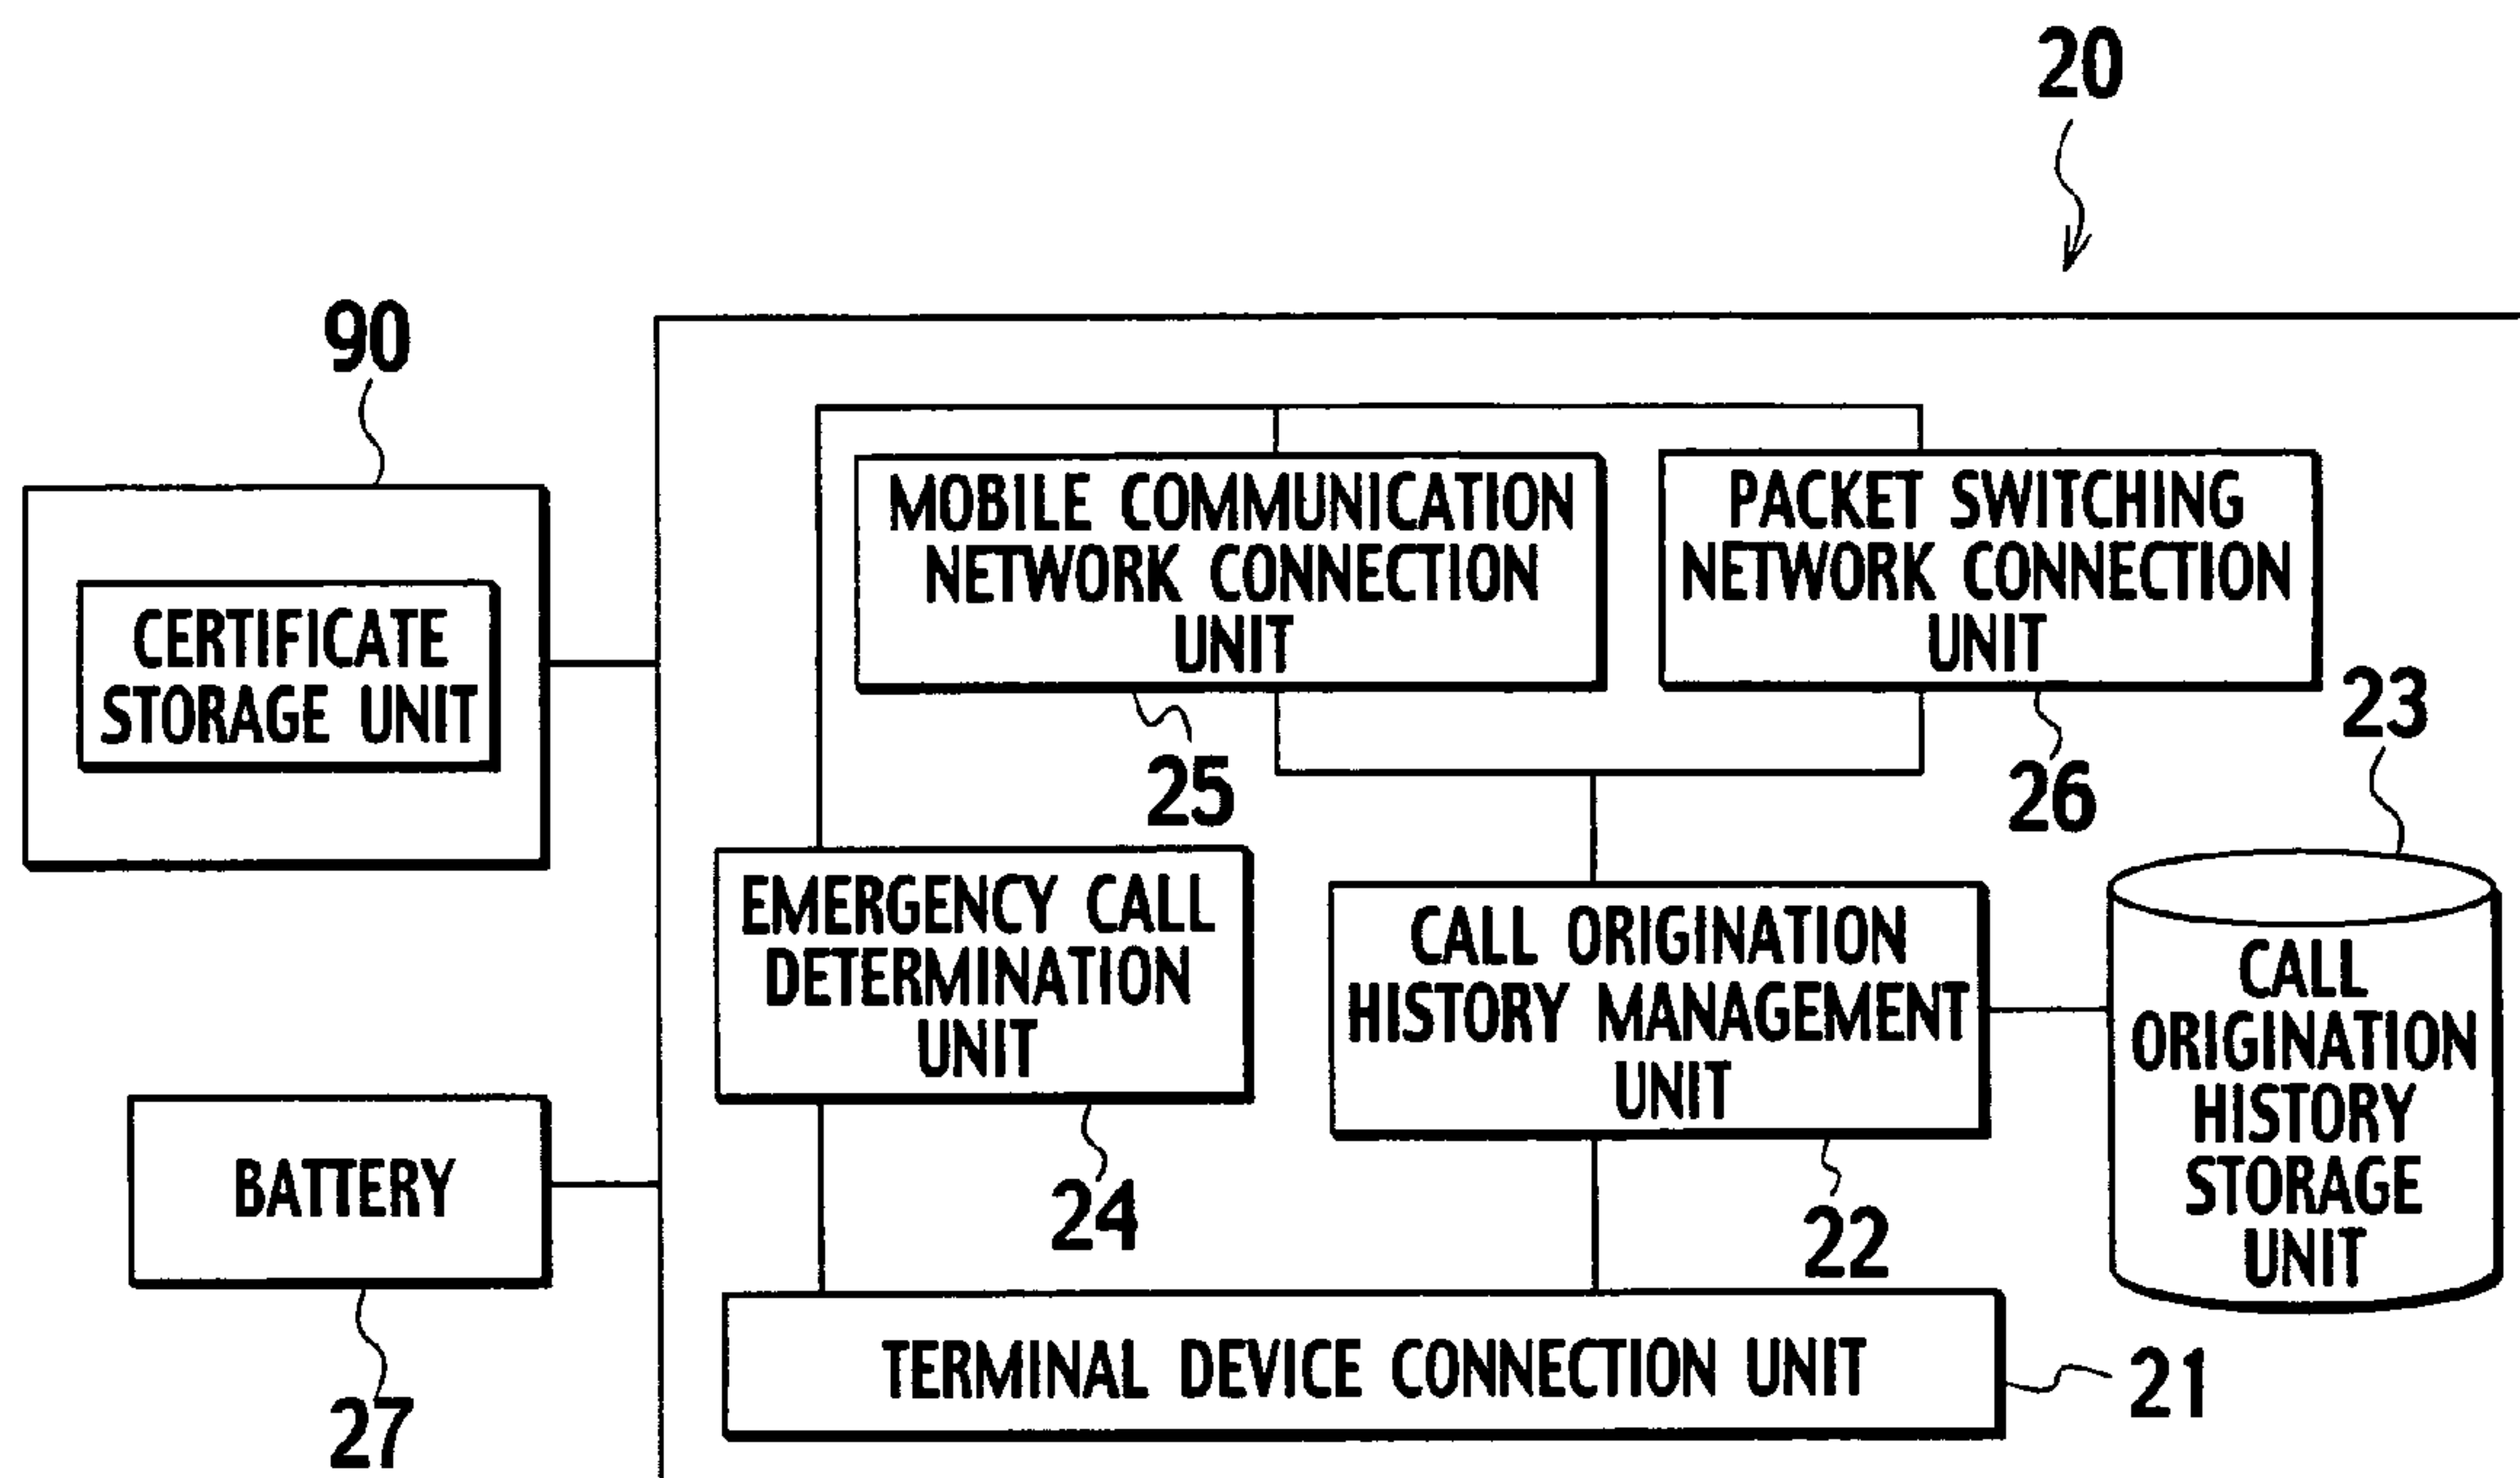 20
90
MOBILE COMMUNICATION
NETWORK CONNECTION
UNIT
PACKET SWITCHING
NETWORK CONNECTION
UNIT
CERTIFICATE
STORAGE UNIT
25
26
23
EMERGENCY CALL
DETERMINATION
UNIT
CALL ORIGINATION
HISTORY MANAGEMENT
UNIT
CALL
ORIGINATION
HISTORY
STORAGE
UNIT
BATTERY
24
22
TERMINAL DEVICE CONNECTION UNIT
21
27